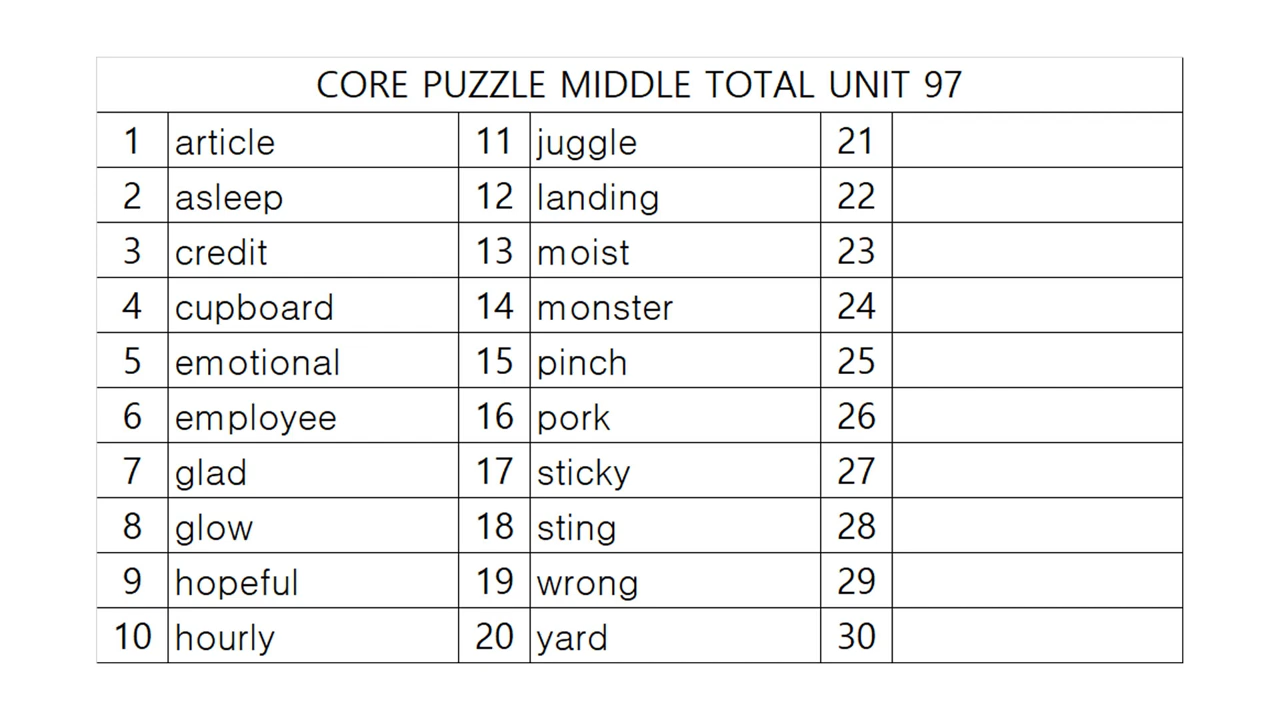 CORE PUZZLE MIDDLE TOTAL UNIT 97
1 article 11 juggle 21
2 asleep 12 landing 22
3 credit 13 moist 23
4 cupboard 14 monster 24
5 emotional 15 pinch 25
6 employee 16 pork 26
7 glad 17 sticky 27
8 glow 18 sting 28
9 hopeful 19 wrong 29
10 hourly 20 yard 30